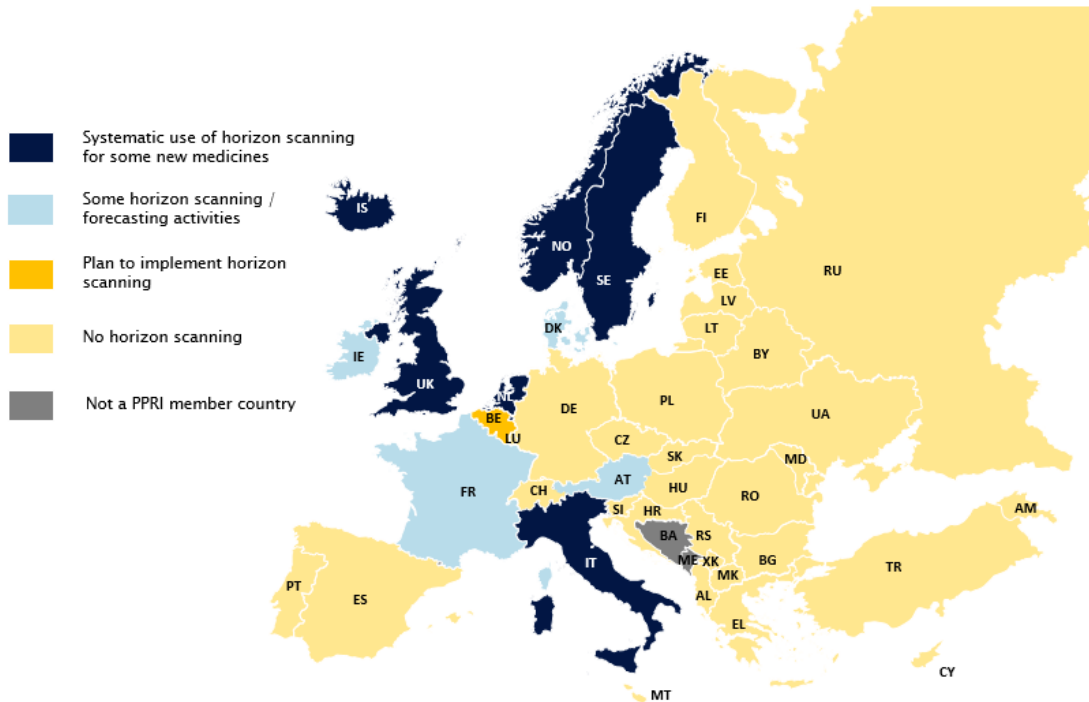 Systematic use of horizon scanning
for some new medicines
Some horizon scanning /
forecasting activities
Plan to implement horizon
scanning
No horizon scanning
Not a PPRI member country
IS
NO
SE
FI
RU
EE
LV
LT
DK
BY
IE
UK
NL
BE
LU
DE
PL
UA
CZ
SK
MD
FR
CH
AT
HU
RO
SI
HR
BA
RS
AM
IT
ME
XK
BG
TR
MK
PT
ES
AL
EL
CY
MT